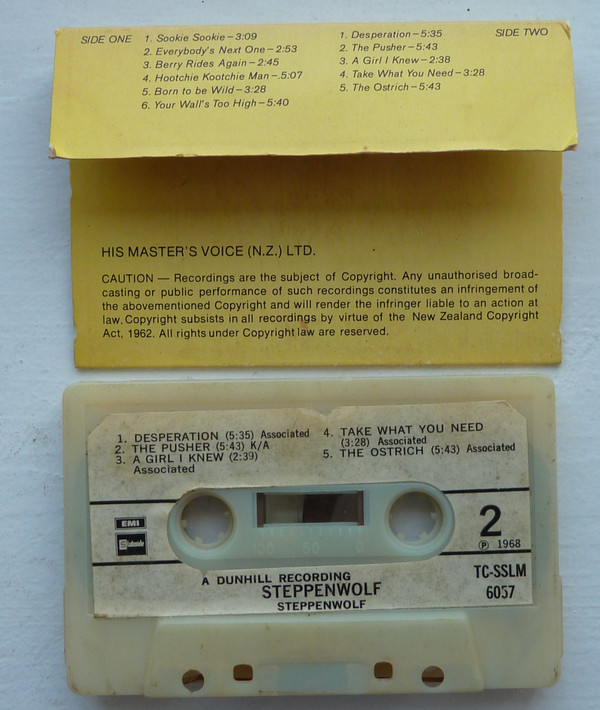 SIDE ONE
1. Sookie Sookie–3:09
2. Everybody's Next One–2:53
3. Berry Rides Again–2:45
4. Hootchie Kootchie Man–.5:07
5. Born to be Wild–3:28
6. Your Wall's Too High–5:40
SIDE TWO
1. Desperation–5:35
2. The Pusher–5:43
3. A Girl I Knew–2:38
4. Take What You Need–3:28
5. The Ostrich–5:43
HIS MASTER'S VOICE (N.Z.) LTD.
CAUTION — Recordings are the subject of Copyright. Any unauthorised broad-
casting or public performance of such recordings constitutes an infringement of
the abovementioned Copyright and will render the infringer liable to an action at
law. Copyright subsists in all recordings by virtue of the New Zealand Copyright
Act, 1962. All rights under Copyright law are reserved.
1. DESPERATION (5:35) Associated
2. THE PUSHER (5:43) K/A
3. A GIRL I KNEW (2:39)
Associated
4. TAKE WHAT YOU NEED
(3:28) Associated
5. THE OSTRICH (5:43) Associated
EMI
Stateside
2
Ⓟ 1968
A DUNHILL RECORDING
STEPPENWOLF
STEPPENWOLF
TC-SSLM
6057
50
0